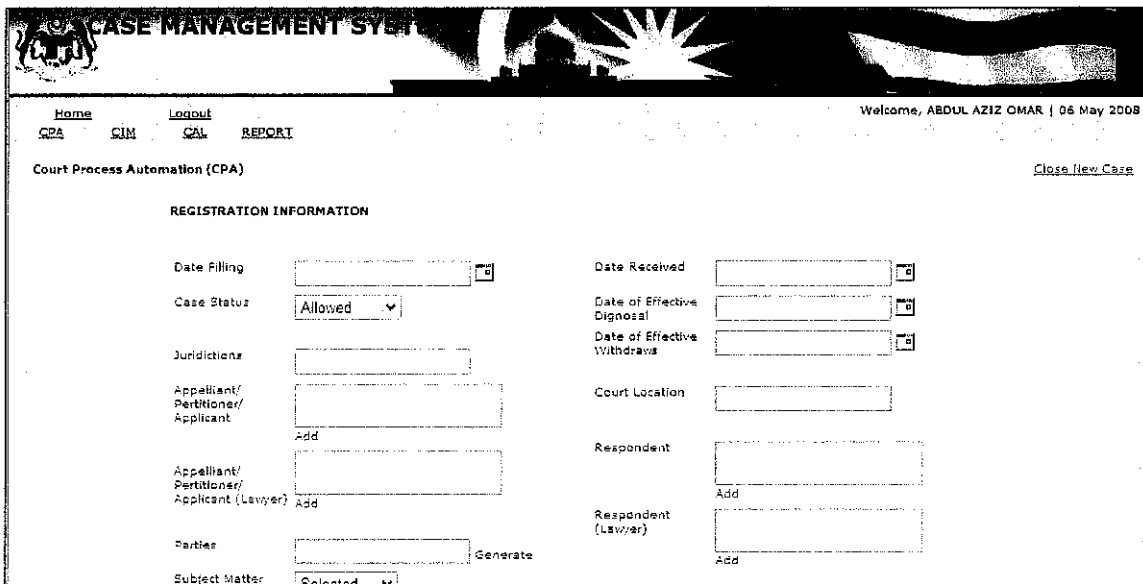 CASE MANAGEMENT SYSTE
Home Logout
Welcome, ABDUL AZIZ OMAR | 06 May 2008
CPA CIM CAL REPORT
Court Process Automation (CPA)
Close New Case
REGISTRATION INFORMATION
Date Filling
Date Received
Case Status
Allowed
Date of Effective
Dignosal
Date of Effective
Withdraws
Juridictions
Appelliant/
Pertitioner/
Applicant
Add
Court Location
Appelliant/
Pertitioner/
Applicant (Lawyer)
Add
Respondent
Add
Respondent
(Lawyer)
Add
Parties
Generate
Subject Matter
Selected